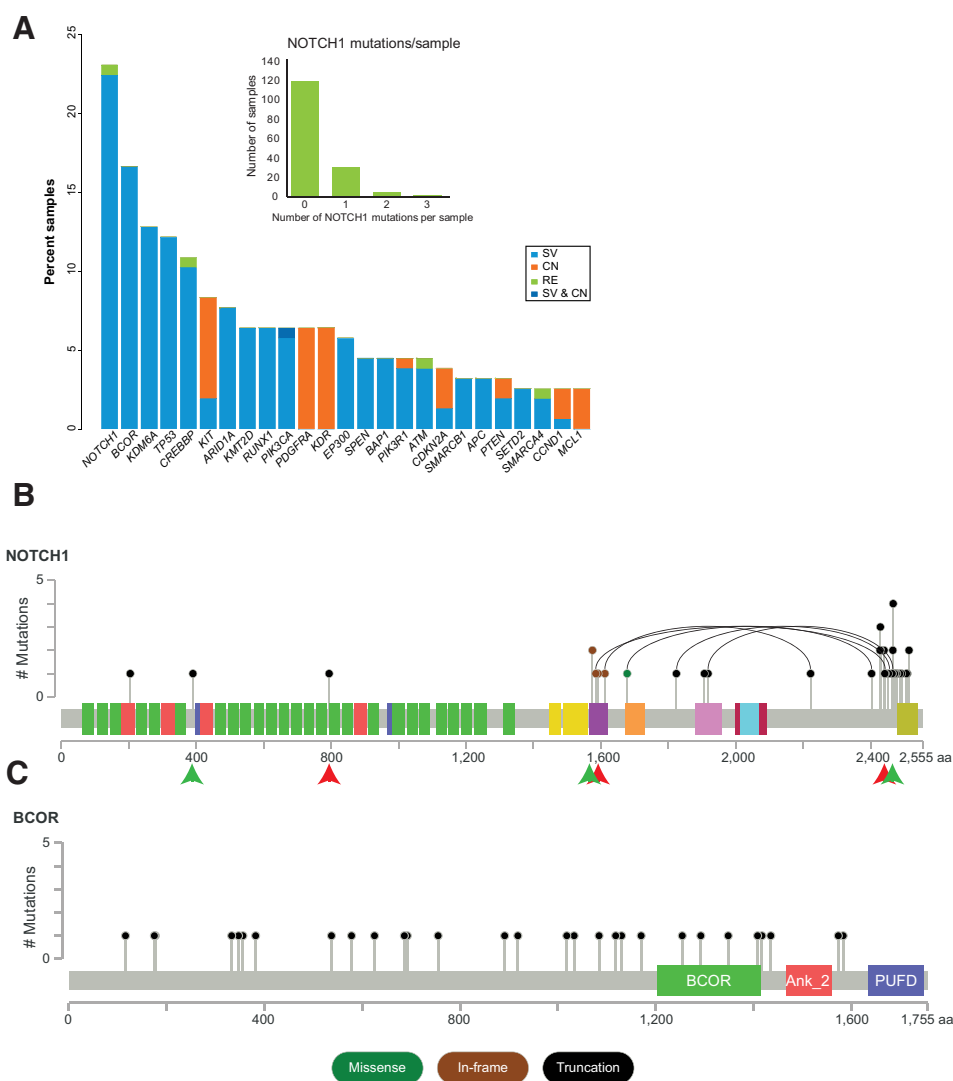 A
25
20
15
10
5
0
Percent samples
NOTCH1 mutations/sample
140
120
100
80
60
40
20
0
Number of samples
0 1 2 3
Number of NOTCH1 mutations per sample
SV
CN
RE
SV & CN
NOTCH1 BCOR KDM6A TP53 CREBBP KIT ARID1A KMT2D RUNX1 PIK3CA PDGFRA KDR EP300 SPEN BAP1 PIK3R1 ATM CDKN2A SMARCB1 APC PTEN SETD2 SMARCA4 CCND1 MCL1
B
NOTCH1
5
0
# Mutations
0 400 800 1,200 1,600 2,000 2,400 2,555 aa
C
BCOR
5
0
# Mutations
BCOR Ank_2 PUFD
0 400 800 1,200 1,600 1,755 aa
Missense In-frame Truncation